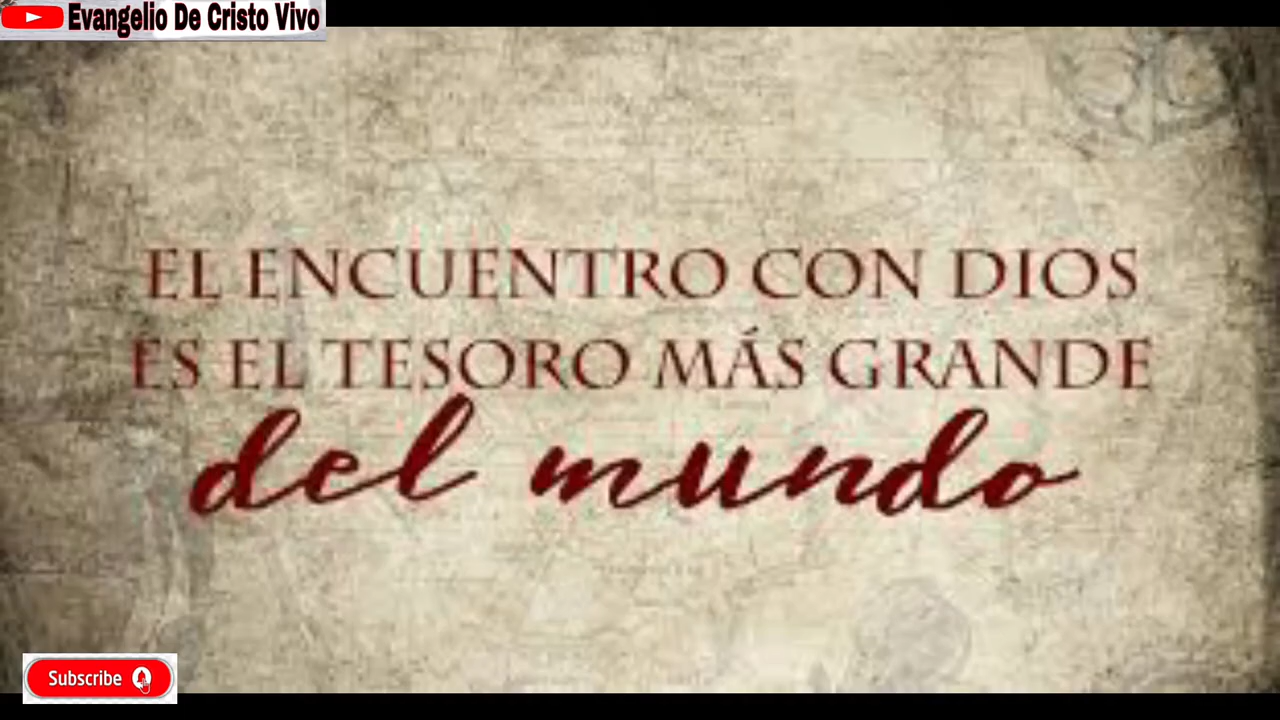 Evangelio De Cristo Vivo
EL ENCUENTRO CON DIOS
ES EL TESORO MÁS GRANDE
del mundo
Subscribe